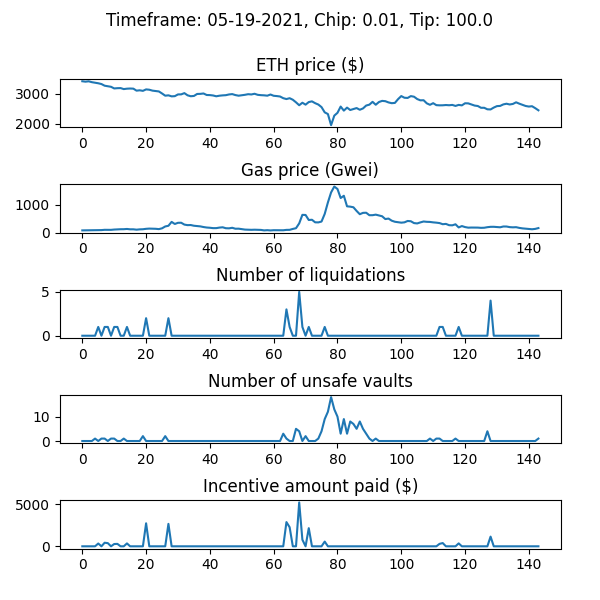 Timeframe: 05-19-2021, Chip: 0.01, Tip: 100.0
ETH price ($)
3000
2000
0 20 40 60 80 100 120 140
Gas price (Gwei)
1000
0
0 20 40 60 80 100 120 140
Number of liquidations
5
0
0 20 40 60 80 100 120 140
Number of unsafe vaults
10
0
0 20 40 60 80 100 120 140
Incentive amount paid ($)
5000
0
0 20 40 60 80 100 120 140